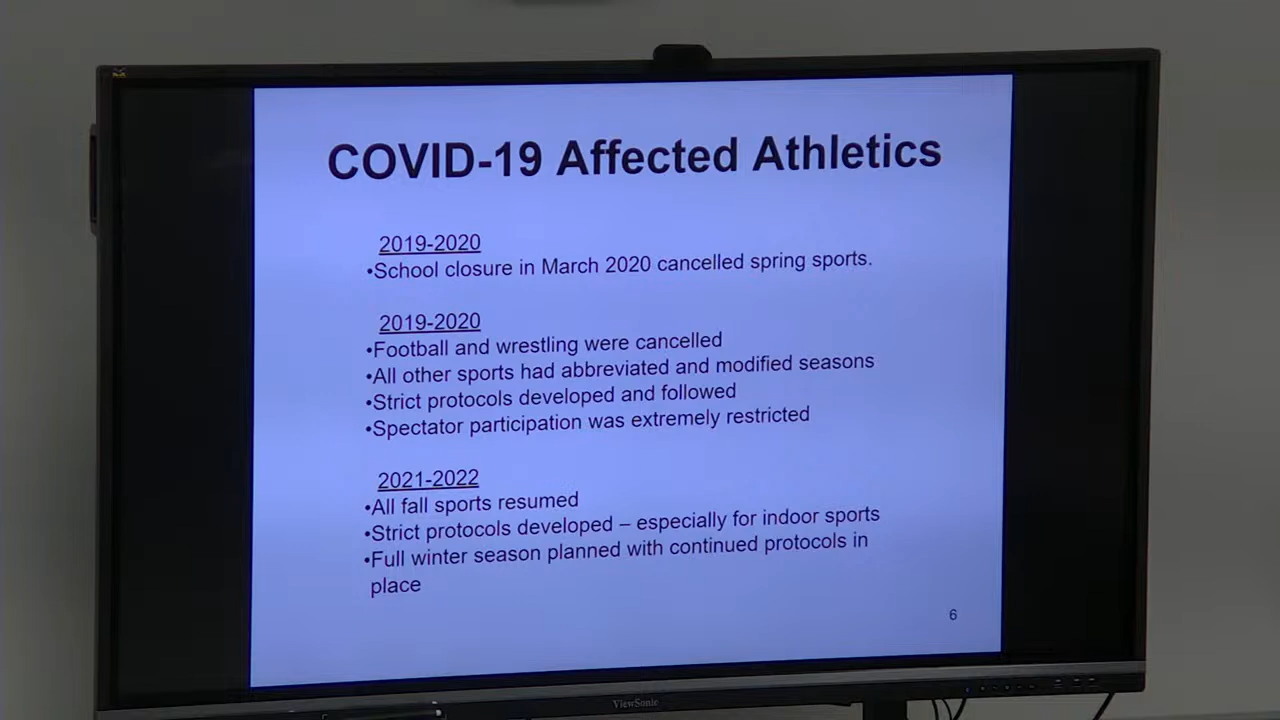 COVID-19 Affected Athletics
2019-2020
•School closure in March 2020 cancelled spring sports.
2019-2020
•Football and wrestling were cancelled
•All other sports had abbreviated and modified seasons
•Strict protocols developed and followed
•Spectator participation was extremely restricted
2021-2022
•All fall sports resumed
•Strict protocols developed – especially for indoor sports
•Full winter season planned with continued protocols in
place
6
ViewSonic